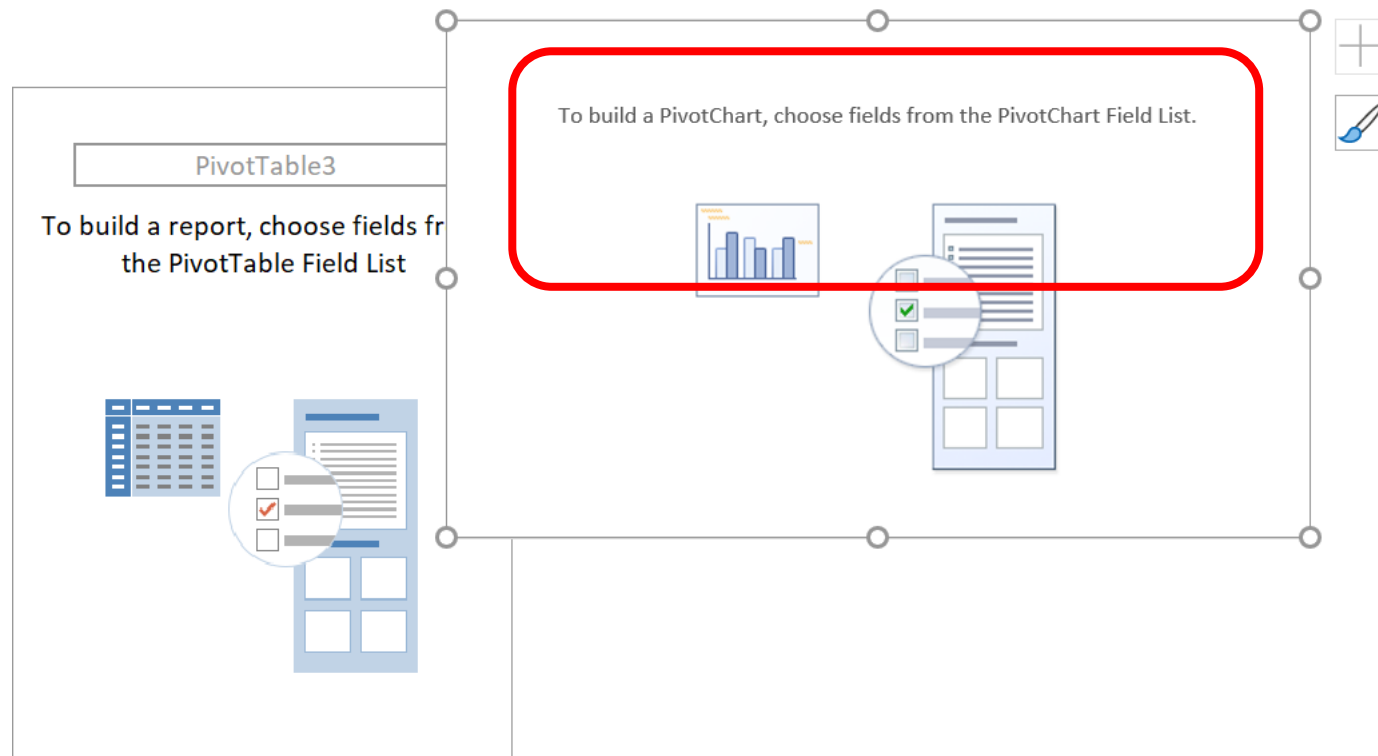 To build a PivotChart, choose fields from the PivotChart Field List.
PivotTable3
To build a report, choose fields fr
the PivotTable Field List